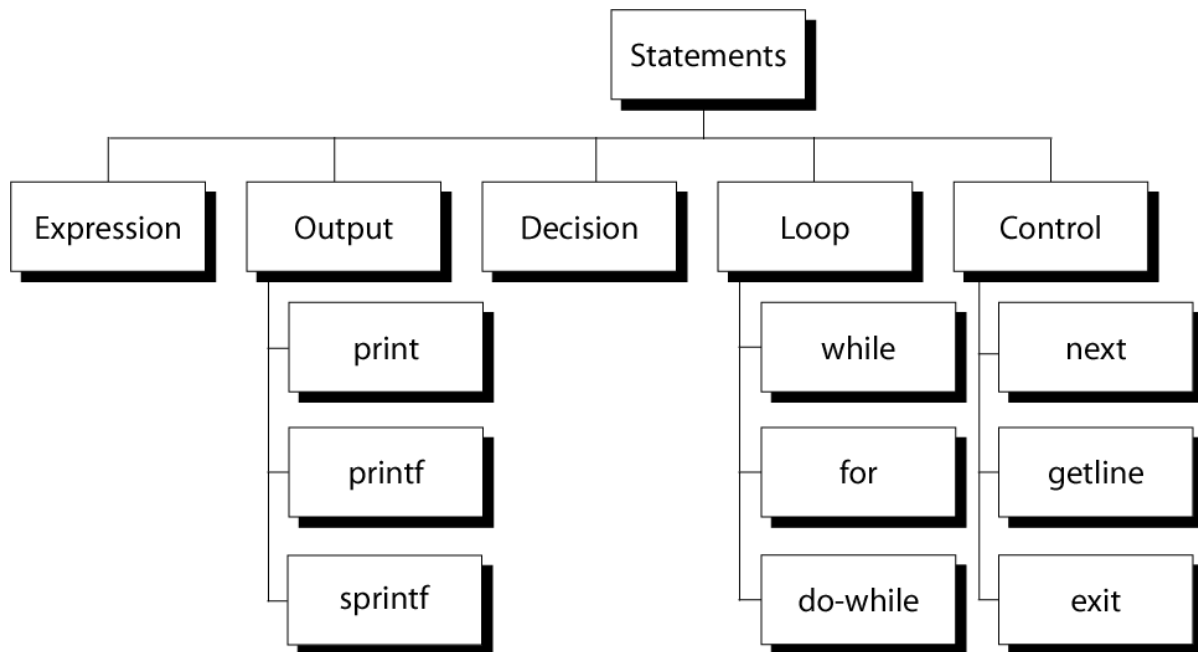 Statements
Expression
Output
Decision
Loop
Control
print
while
next
printf
for
getline
sprintf
do-while
exit